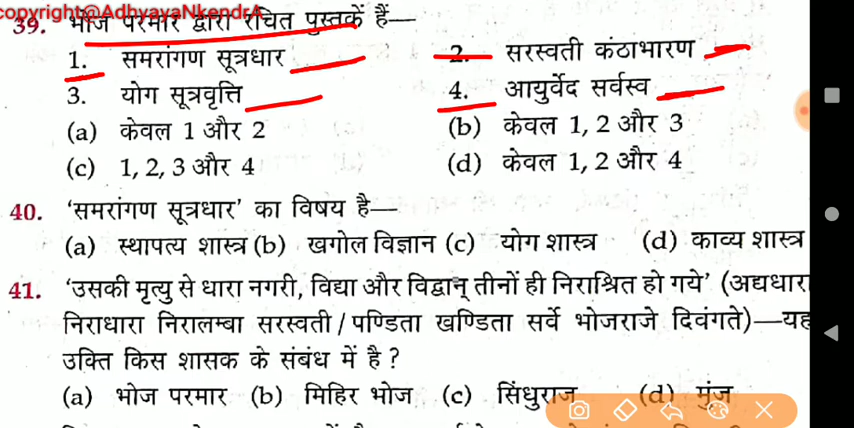 copyright@AdhyayaNkendrA
39. भोज परमार द्वारा रचित पुस्तकें हैं—
1. समरांगण सूत्रधार 2. सरस्वती कंठाभारण
3. योग सूत्रवृत्ति 4. आयुर्वेद सर्वस्व
(a) केवल 1 और 2 (b) केवल 1, 2 और 3
(c) 1, 2, 3 और 4 (d) केवल 1, 2 और 4
40. 'समरांगण सूत्रधार' का विषय है—
(a) स्थापत्य शास्त्र (b) खगोल विज्ञान (c) योग शास्त्र (d) काव्य शास्त्र
41. 'उसकी मृत्यु से धारा नगरी, विद्या और विद्वान् तीनों ही निराश्रित हो गये' (अद्यधारा
निराधारा निरालम्बा सरस्वती / पण्डिता खण्डिता सर्वे भोजराजे दिवंगते)—यह
उक्ति किस शासक के संबंध में है ?
(a) भोज परमार (b) मिहिर भोज (c) सिंधुराज (d) मुंज